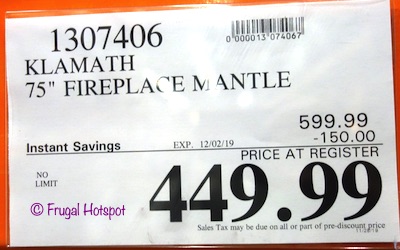 1307406
0 000013 074067
KLAMATH
75" FIREPLACE MANTLE
599.99
-150.00
Instant Savings EXP. 12/02/19
PRICE AT REGISTER
NO
LIMIT
449.99
© Frugal Hotspot
Sales Tax may be due on all or part of pre-discount price